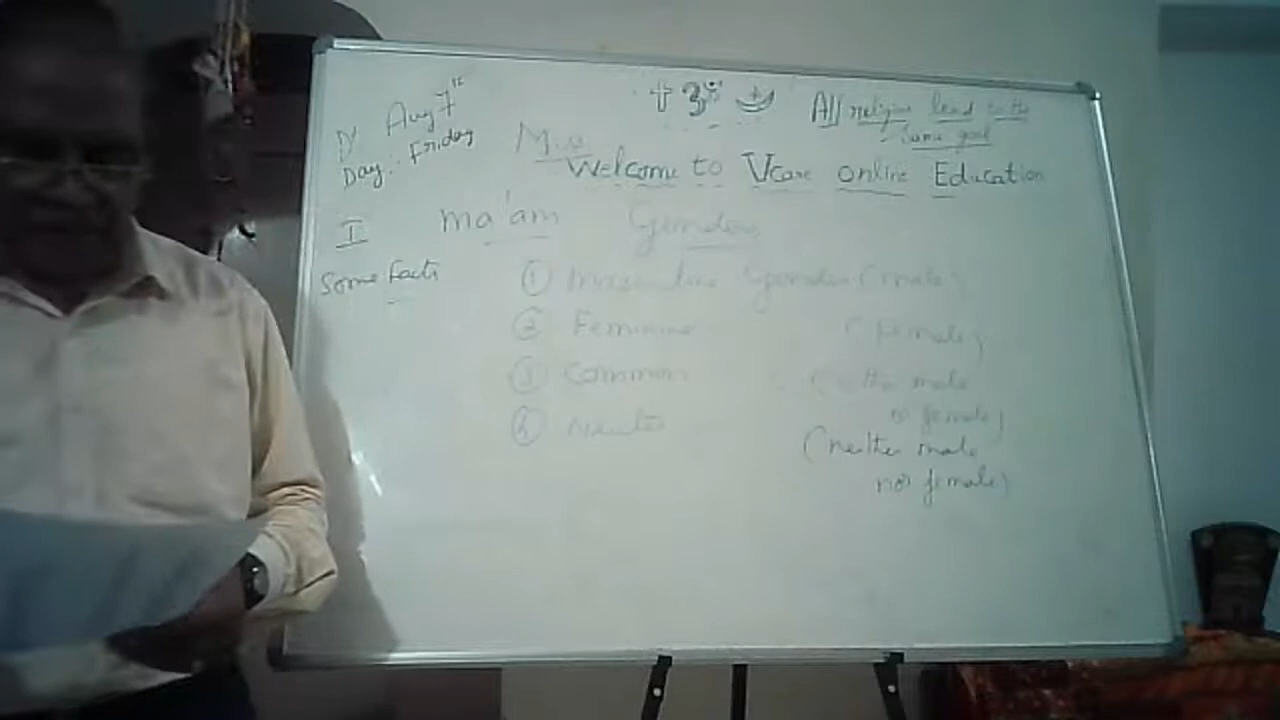 Aug 7th
Day: Friday
All religion lead to the
same goal
Welcome to Vcare online Education
I ma'am Gender
Some Facts
① Masculine Gender (male)
② Feminine (Female)
③ Common (either male
or female)
④ Neuter (neither male
nor female)